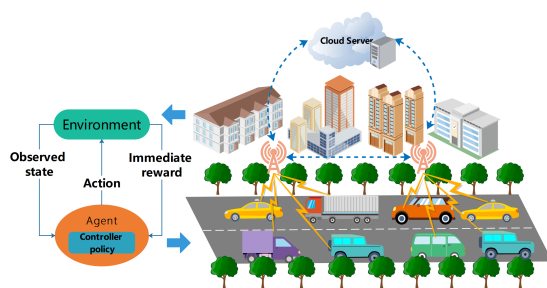 Cloud Server
Environment
Observed
state
Immediate
reward
Action
Agent
Controller
policy